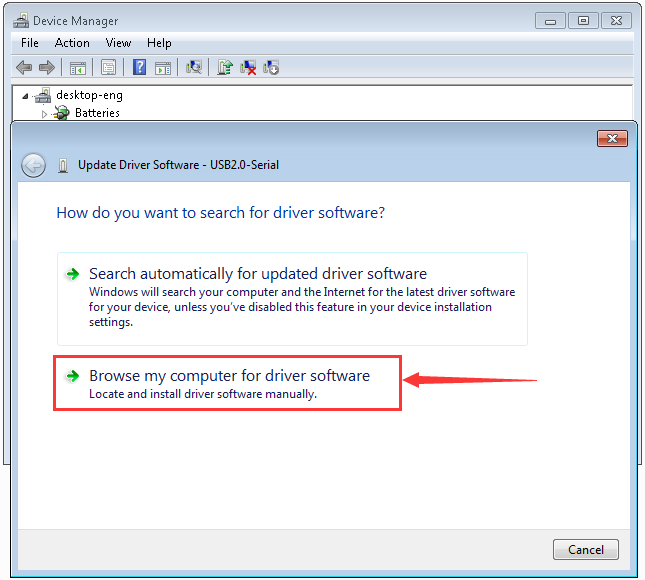 Device Manager
File Action View Help
desktop-eng
Batteries
Update Driver Software - USB2.0-Serial
How do you want to search for driver software?
Search automatically for updated driver software
Windows will search your computer and the Internet for the latest driver software
for your device, unless you've disabled this feature in your device installation
settings.
Browse my computer for driver software
Locate and install driver software manually.
Cancel